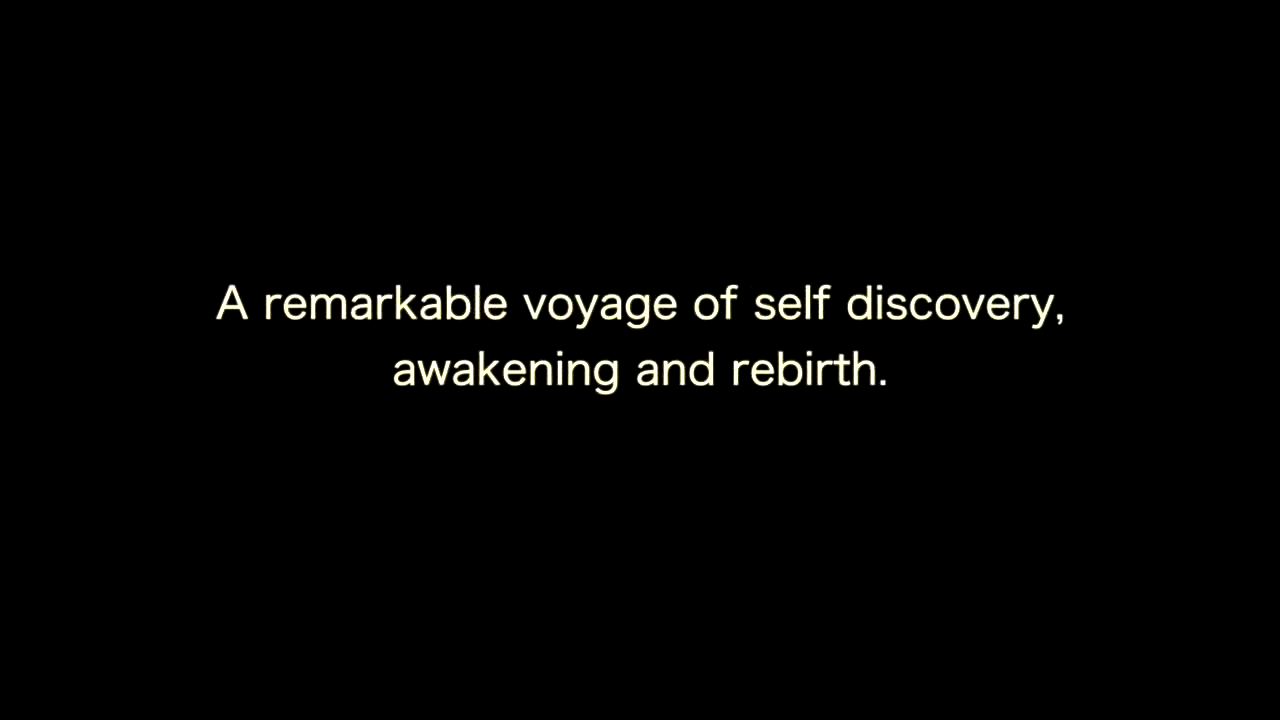 A remarkable voyage of self discovery,
awakening and rebirth.